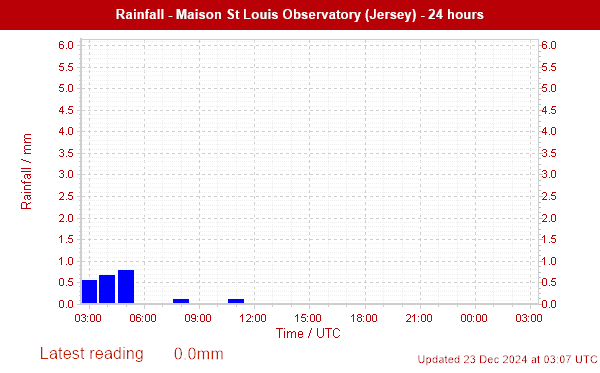 Rainfall - Maison St Louis Observatory (Jersey) - 24 hours
6.0 6.0
5.5 5.5
5.0 5.0
4.5 4.5
4.0 4.0
3.5 3.5
3.0 3.0
2.5 2.5
2.0 2.0
1.5 1.5
1.0 1.0
0.5 0.5
0.0 0.0
Rainfall / mm
03:00 06:00 09:00 12:00 15:00 18:00 21:00 00:00 03:00
Time / UTC
Latest reading 0.0mm
Updated 23 Dec 2024 at 03:07 UTC